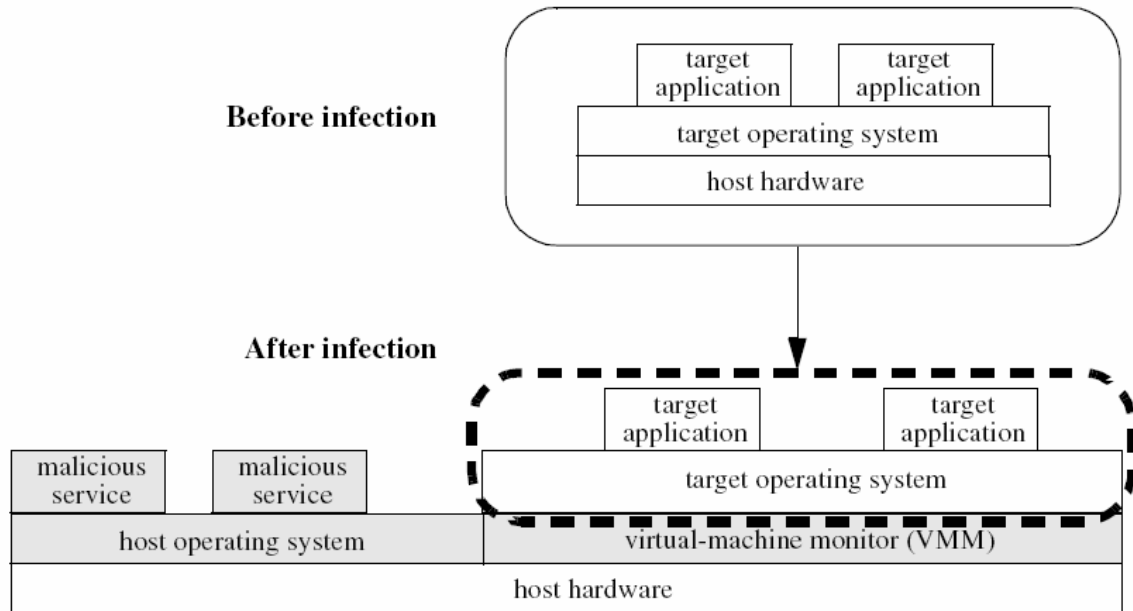 target
application
target
application
Before infection
target operating system
host hardware
After infection
target
application
target
application
malicious
service
malicious
service
target operating system
host operating system
virtual-machine monitor (VMM)
host hardware